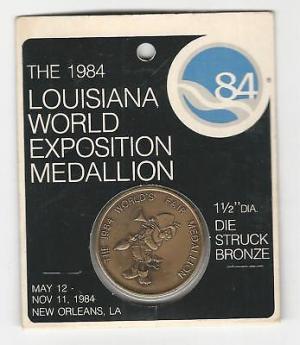 84
THE 1984
LOUISIANA
WORLD
EXPOSITION
MEDALLION
THE 1984 WORLD'S FAIR MEDALLION
1½" DIA.
DIE
STRUCK
BRONZE
MAY 12 -
NOV 11, 1984
NEW ORLEANS, LA